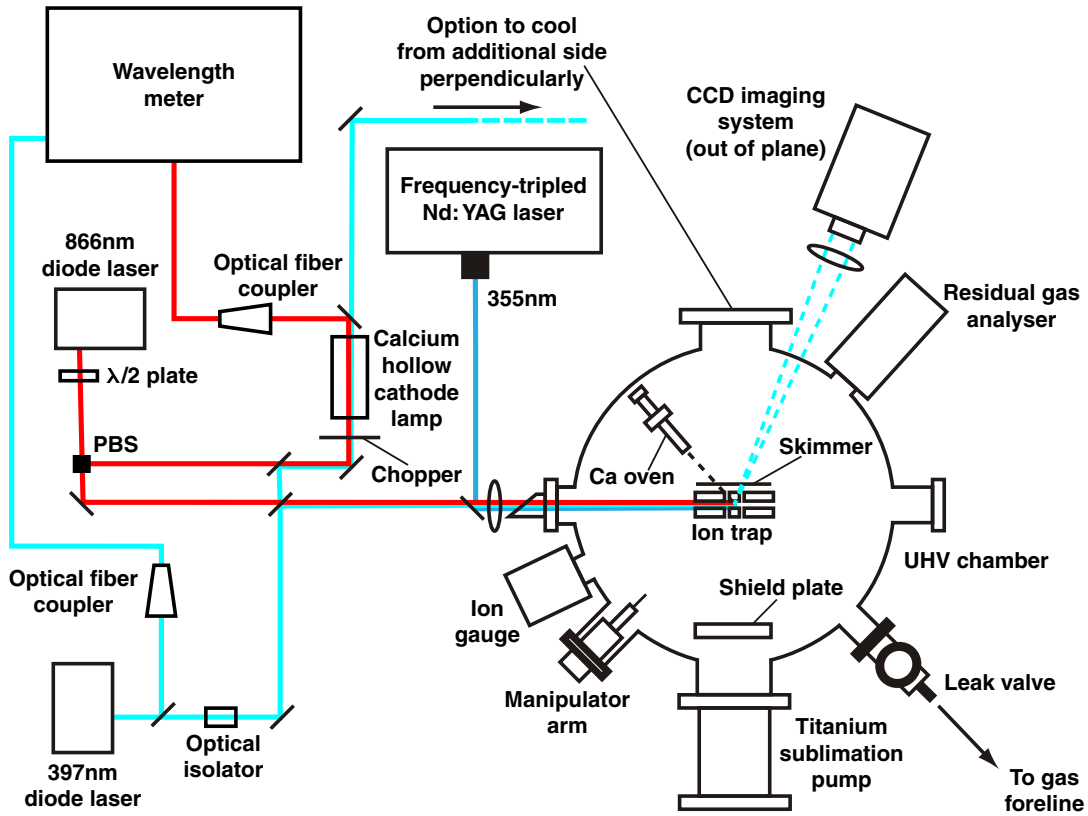 Option to cool
from additional side
perpendicularly
Wavelength
meter
CCD imaging
system
(out of plane)
Frequency-tripled
Nd: YAG laser
866nm
diode laser
Optical fiber
coupler
355nm
Residual gas
analyser
λ/2 plate
Calcium
hollow
cathode
lamp
PBS
Chopper
Ca oven
Skimmer
Ion trap
UHV chamber
Optical fiber
coupler
Ion
gauge
Shield plate
Manipulator
arm
Leak valve
Optical
isolator
Titanium
sublimation
pump
397nm
diode laser
To gas
foreline